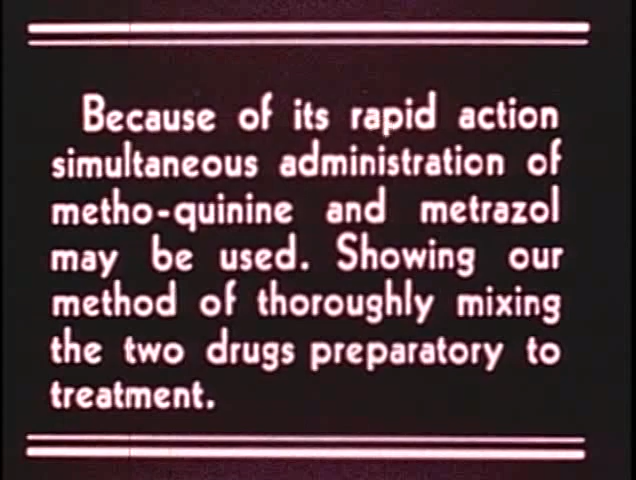 Because of its rapid action
simultaneous administration of
metho-quinine and metrazol
may be used. Showing our
method of thoroughly mixing
the two drugs preparatory to
treatment.